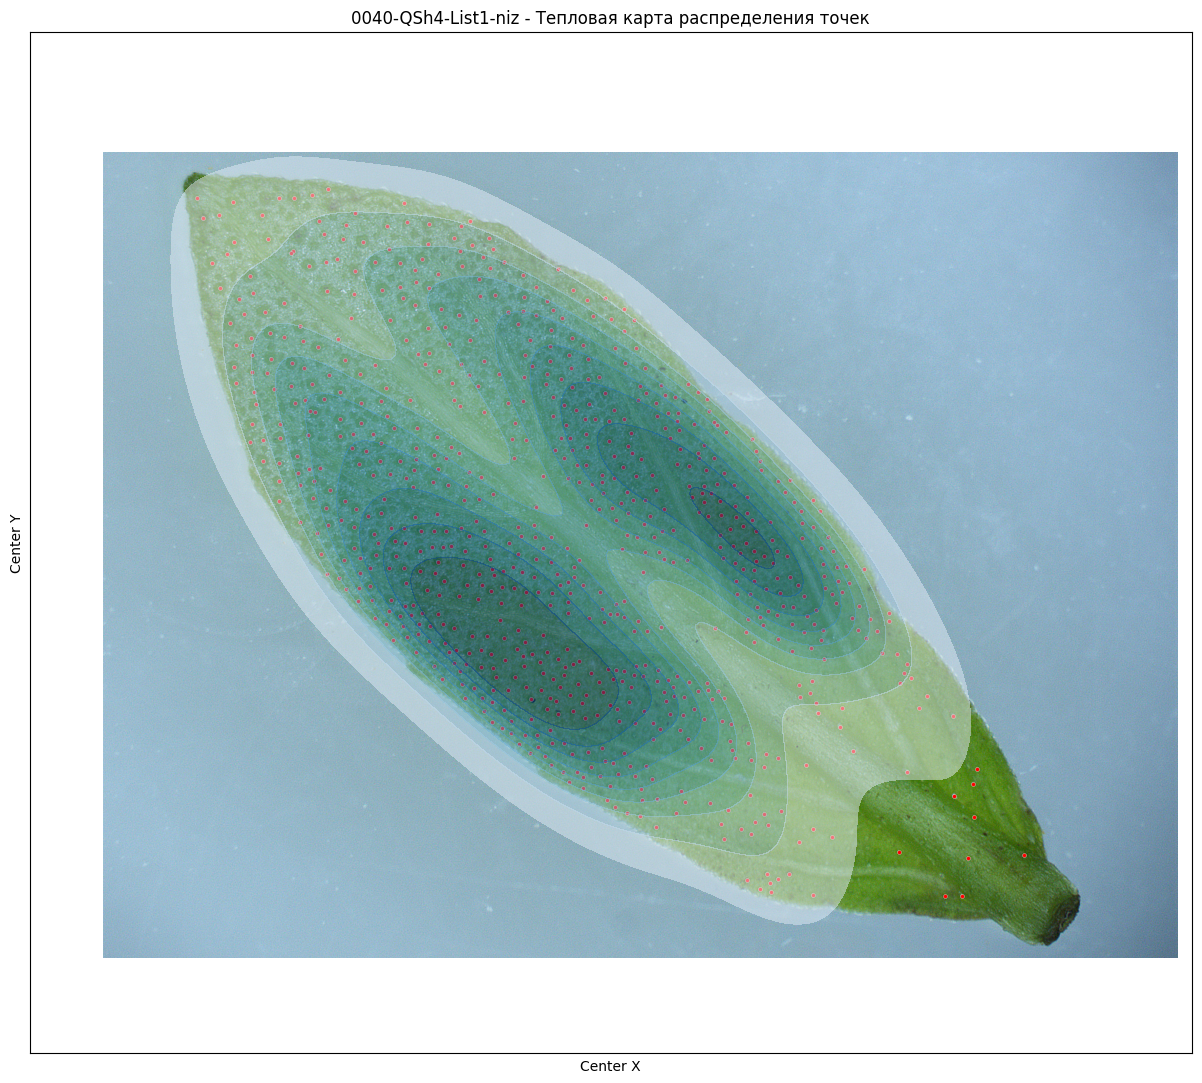 0040-QSh4-List1-niz - Тепловая карта распределения точек
Center Y
Center X